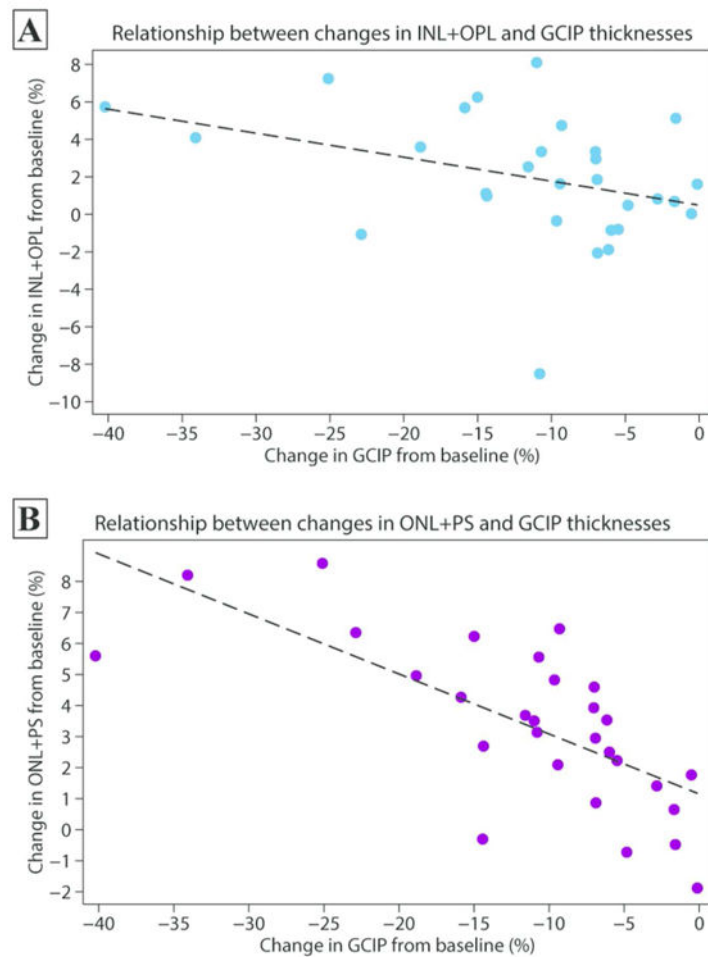 A
Relationship between changes in INL+OPL and GCIP thicknesses
Change in INL+OPL from baseline (%)
8
6
4
2
0
−2
−4
−6
−8
−10
−40 −35 −30 −25 −20 −15 −10 −5 0
Change in GCIP from baseline (%)
B
Relationship between changes in ONL+PS and GCIP thicknesses
Change in ONL+PS from baseline (%)
8
7
6
5
4
3
2
1
0
−1
−2
−40 −35 −30 −25 −20 −15 −10 −5 0
Change in GCIP from baseline (%)